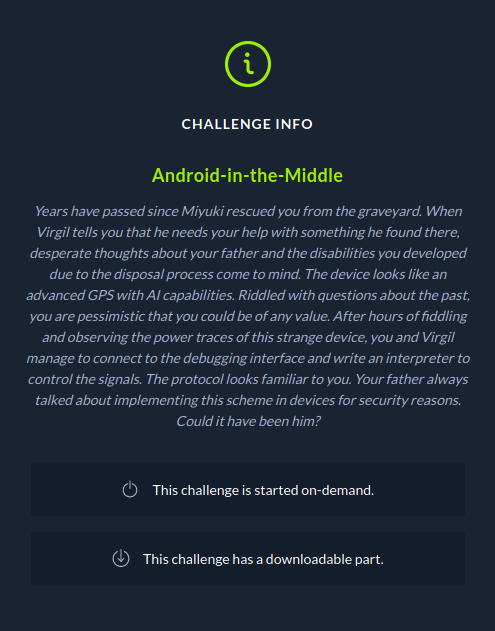 CHALLENGE INFO
Android-in-the-Middle
Years have passed since Miyuki rescued you from the graveyard. When
Virgil tells you that he needs your help with something he found there,
desperate thoughts about your father and the disabilities you developed
due to the disposal process come to mind. The device looks like an
advanced GPS with AI capabilities. Riddled with questions about the past,
you are pessimistic that you could be of any value. After hours of fiddling
and observing the power traces of this strange device, you and Virgil
manage to connect to the debugging interface and write an interpreter to
control the signals. The protocol looks familiar to you. Your father always
talked about implementing this scheme in devices for security reasons.
Could it have been him?
This challenge is started on-demand.
This challenge has a downloadable part.